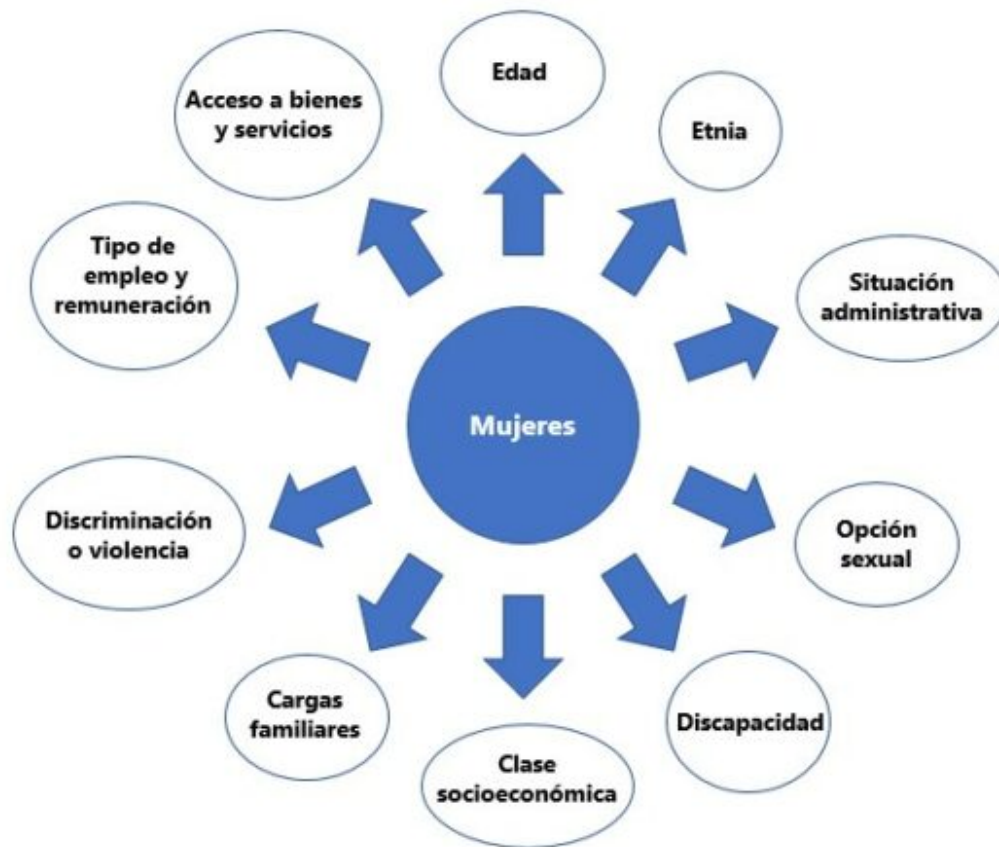 Edad
Etnia
Situación
administrativa
Opción
sexual
Discapacidad
Clase
socioeconómica
Cargas
familiares
Discriminación
o violencia
Tipo de
empleo y
remuneración
Acceso a bienes
y servicios
Mujeres